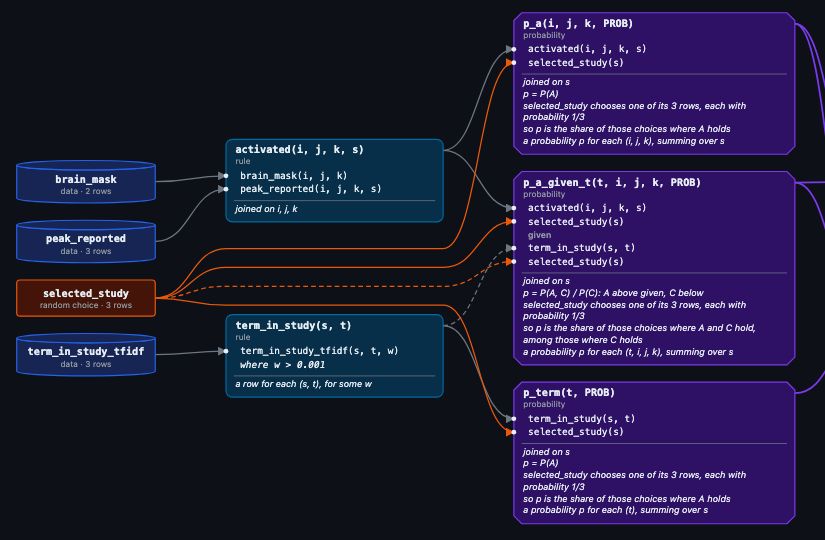 p_a(i, j, k, PROB)
probability
activated(i, j, k, s)
selected_study(s)
joined on s
p = P(A)
selected_study chooses one of its 3 rows, each with
probability 1/3
so p is the share of those choices where A holds
a probability p for each (i, j, k), summing over s
activated(i, j, k, s)
rule
brain_mask(i, j, k)
peak_reported(i, j, k, s)
joined on i, j, k
brain_mask
data · 2 rows
peak_reported
data · 3 rows
selected_study
random choice · 3 rows
term_in_study_tfidf
data · 3 rows
p_a_given_t(t, i, j, k, PROB)
probability
activated(i, j, k, s)
selected_study(s)
given
term_in_study(s, t)
selected_study(s)
joined on s
p = P(A, C) / P(C): A above given, C below
selected_study chooses one of its 3 rows, each with
probability 1/3
so p is the share of those choices where A and C hold,
among those where C holds
a probability p for each (t, i, j, k), summing over s
term_in_study(s, t)
rule
term_in_study_tfidf(s, t, w)
where w > 0.001
a row for each (s, t), for some w
p_term(t, PROB)
probability
term_in_study(s, t)
selected_study(s)
joined on s
p = P(A)
selected_study chooses one of its 3 rows, each with
probability 1/3
so p is the share of those choices where A holds
a probability p for each (t), summing over s